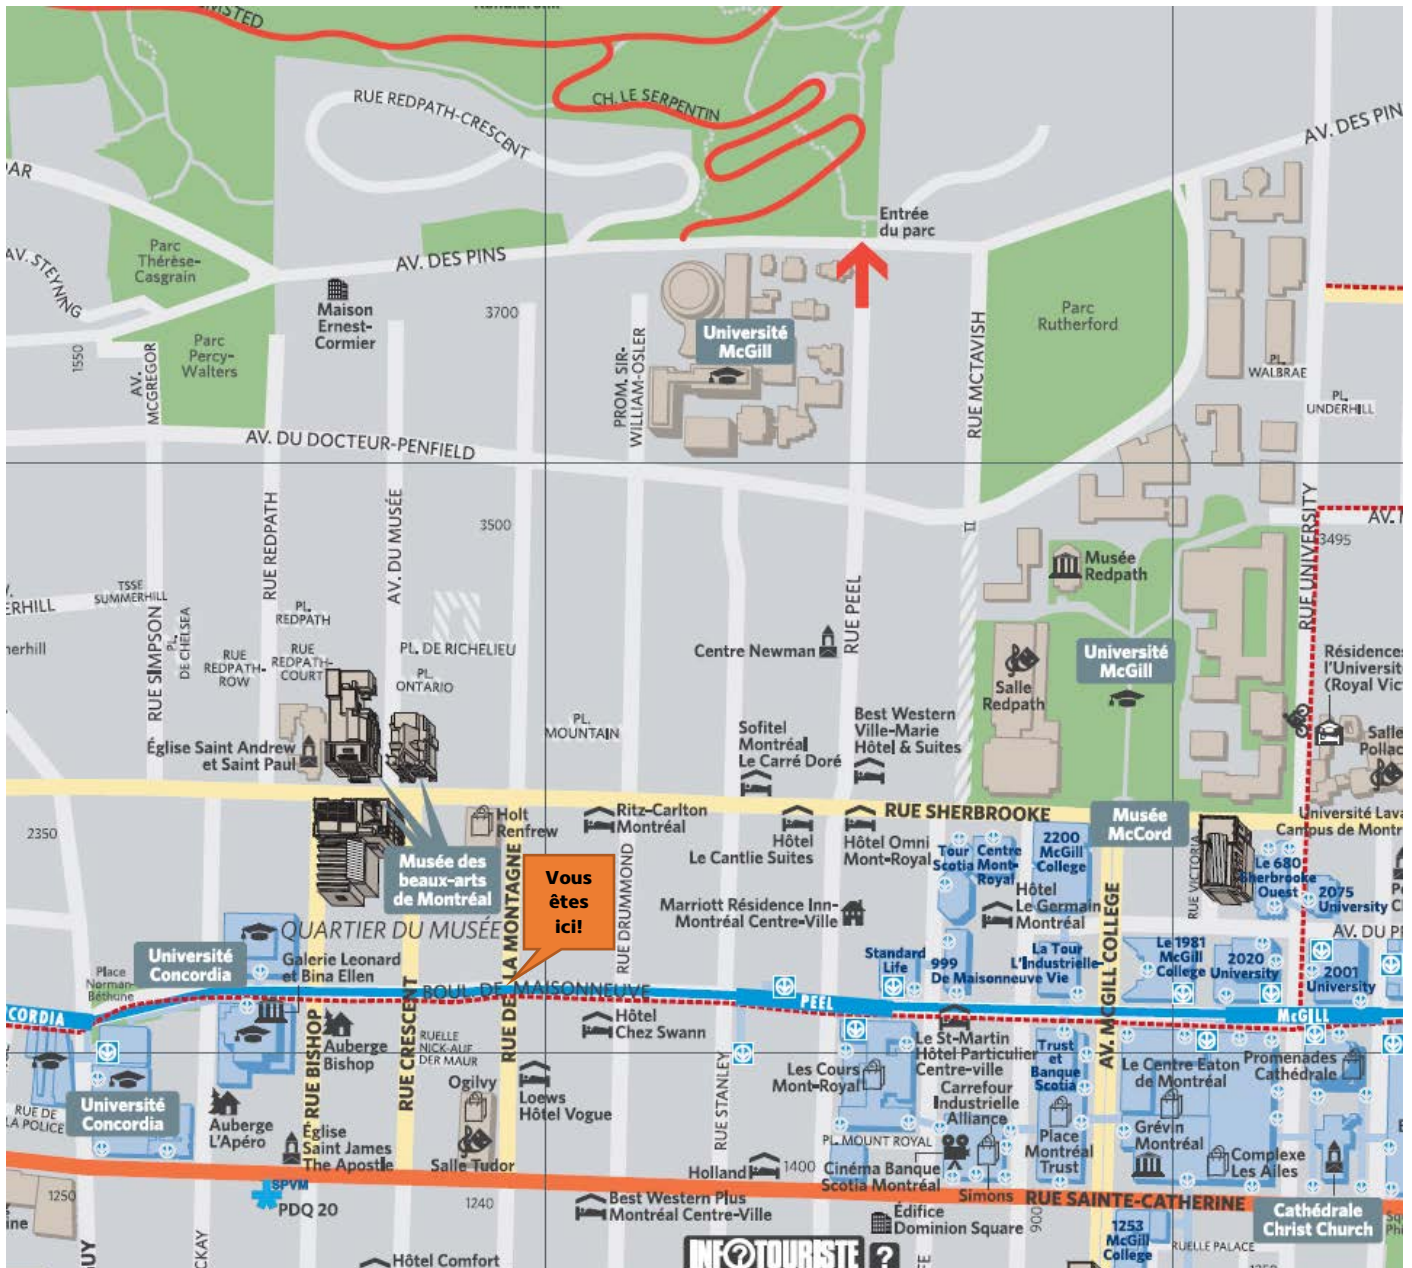 CH. LE SERPENTIN
RUE REDPATH-CRESCENT
AV. DES PINS
Entrée
du parc
Parc
Thérèse-
Casgrain
AV. STEYNING
AV. DES PINS
Maison
Ernest-
Cormier
3700
Université
McGill
Parc
Rutherford
Parc
Percy-
Walters
1550
AV.
MCGREGOR
PROM. SIR-
WILLIAM-OSLER
RUE MCTAVISH
PL.
WALBRAE
PL.
UNDERHILL
AV. DU DOCTEUR-PENFIELD
RUE REDPATH
AV. DU MUSÉE
3500
RUE UNIVERSITY
3495
Musée
Redpath
TSSE
SUMMERHILL
RUE SIMPSON
PL.
DE CHELSEA
PL.
REDPATH
RUE
REDPATH-
ROW
RUE
REDPATH-
COURT
PL. DE RICHELIEU
PL.
ONTARIO
Centre Newman
RUE PEEL
Salle
Redpath
Université
McGill
PL.
MOUNTAIN
Sofitel
Montréal
Le Carré Doré
Best Western
Ville-Marie
Hôtel & Suites
Église Saint Andrew
et Saint Paul
RUE SHERBROOKE
Musée
McCord
2350
Holt
Renfrew
Ritz-Carlton
Montréal
Hôtel
Le Cantlie Suites
Hôtel Omni
Mont-Royal
Tour
Scotia
Centre
Mont-
Royal
2200
McGill
College
RUE VICTORIA
Le 680
Sherbrooke
Ouest
2075
University
Musée des
beaux-arts
de Montréal
Vous
êtes
ici!
RUE DE LA MONTAGNE
RUE DRUMMOND
Marriott Résidence Inn-
Montréal Centre-Ville
Hôtel
Le Germain
Montréal
AV. MCGILL COLLEGE
QUARTIER DU MUSÉE
Université
Concordia
Galerie Leonard
et Bina Ellen
Place
Norman-
Béthune
Standard
Life
999
De Maisonneuve
La Tour
L'Industrielle-
Vie
Le 1981
McGill
College
2020
University
2001
University
BOUL. DE MAISONNEUVE
PEEL
McGILL
RUE BISHOP
Auberge
Bishop
RUE CRESCENT
RUELLE
NICK-AUF
DER MAUR
Hôtel
Chez Swann
Le St-Martin
Hôtel Particulier
Centre-ville
Trust
et
Banque
Scotia
Le Centre Eaton
de Montréal
Promenades
Cathédrale
Les Cours
Mont-Royal
Carrefour
Industrielle
Alliance
RUE STANLEY
Ogilvy
Loews
Hôtel Vogue
Université
Concordia
RUE DE
LA POLICE
Auberge
L'Apéro
Église
Saint James
The Apostle
Salle Tudor
PL. MOUNT ROYAL
Holland
1400
Cinéma Banque
Scotia Montréal
Simons
Place
Montréal
Trust
Grévin
Montréal
Complexe
Les Ailes
RUE SAINTE-CATHERINE
1250
SPVM
PDQ 20
1240
Best Western Plus
Montréal Centre-Ville
Édifice
Dominion Square
900
1253
McGill
College
Cathédrale
Christ Church
RUELLE PALACE
Hôtel Comfort
INFOTOURISTE